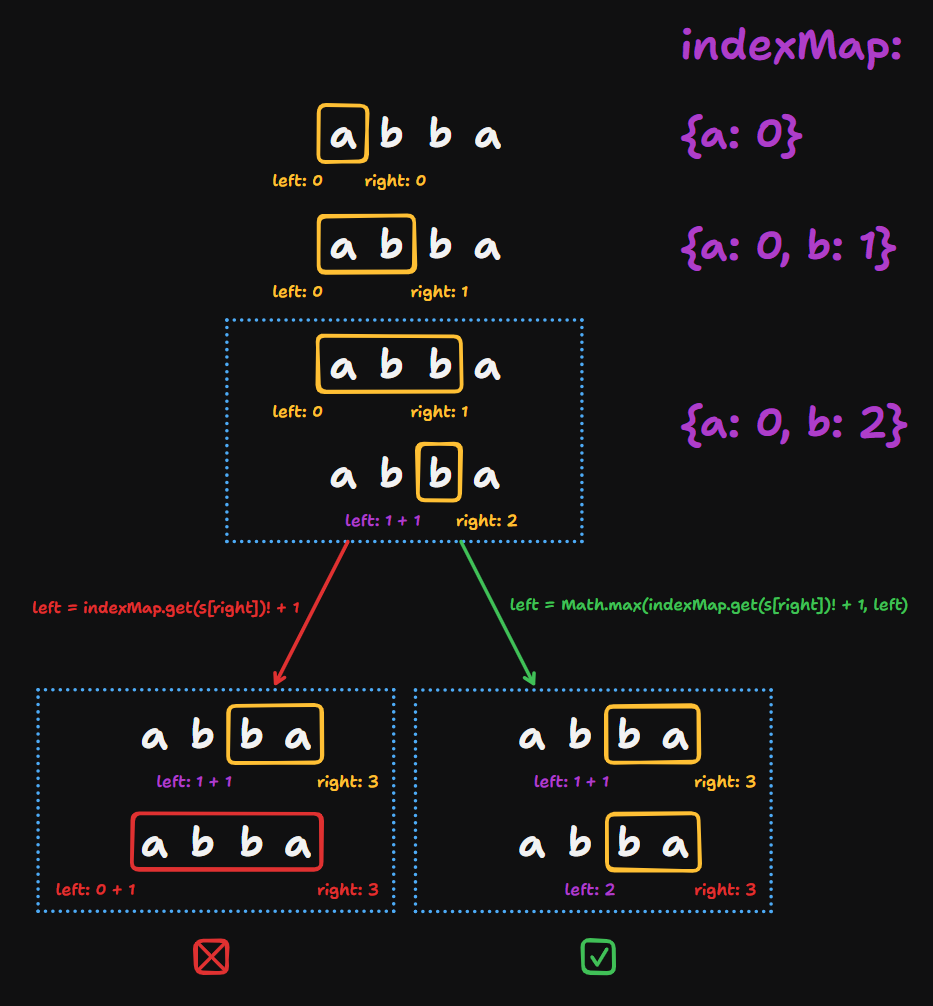 indexMap:
a b b a
{a: 0}
left: 0 right: 0
a b b a
{a: 0, b: 1}
left: 0 right: 1
a b b a
left: 0 right: 1
{a: 0, b: 2}
a b b a
left: 1 + 1 right: 2
left = indexMap.get(s[right])! + 1
left = Math.max(indexMap.get(s[right])! + 1, left)
a b b a
left: 1 + 1 right: 3
a b b a
left: 0 + 1 right: 3
a b b a
left: 1 + 1 right: 3
a b b a
left: 2 right: 3